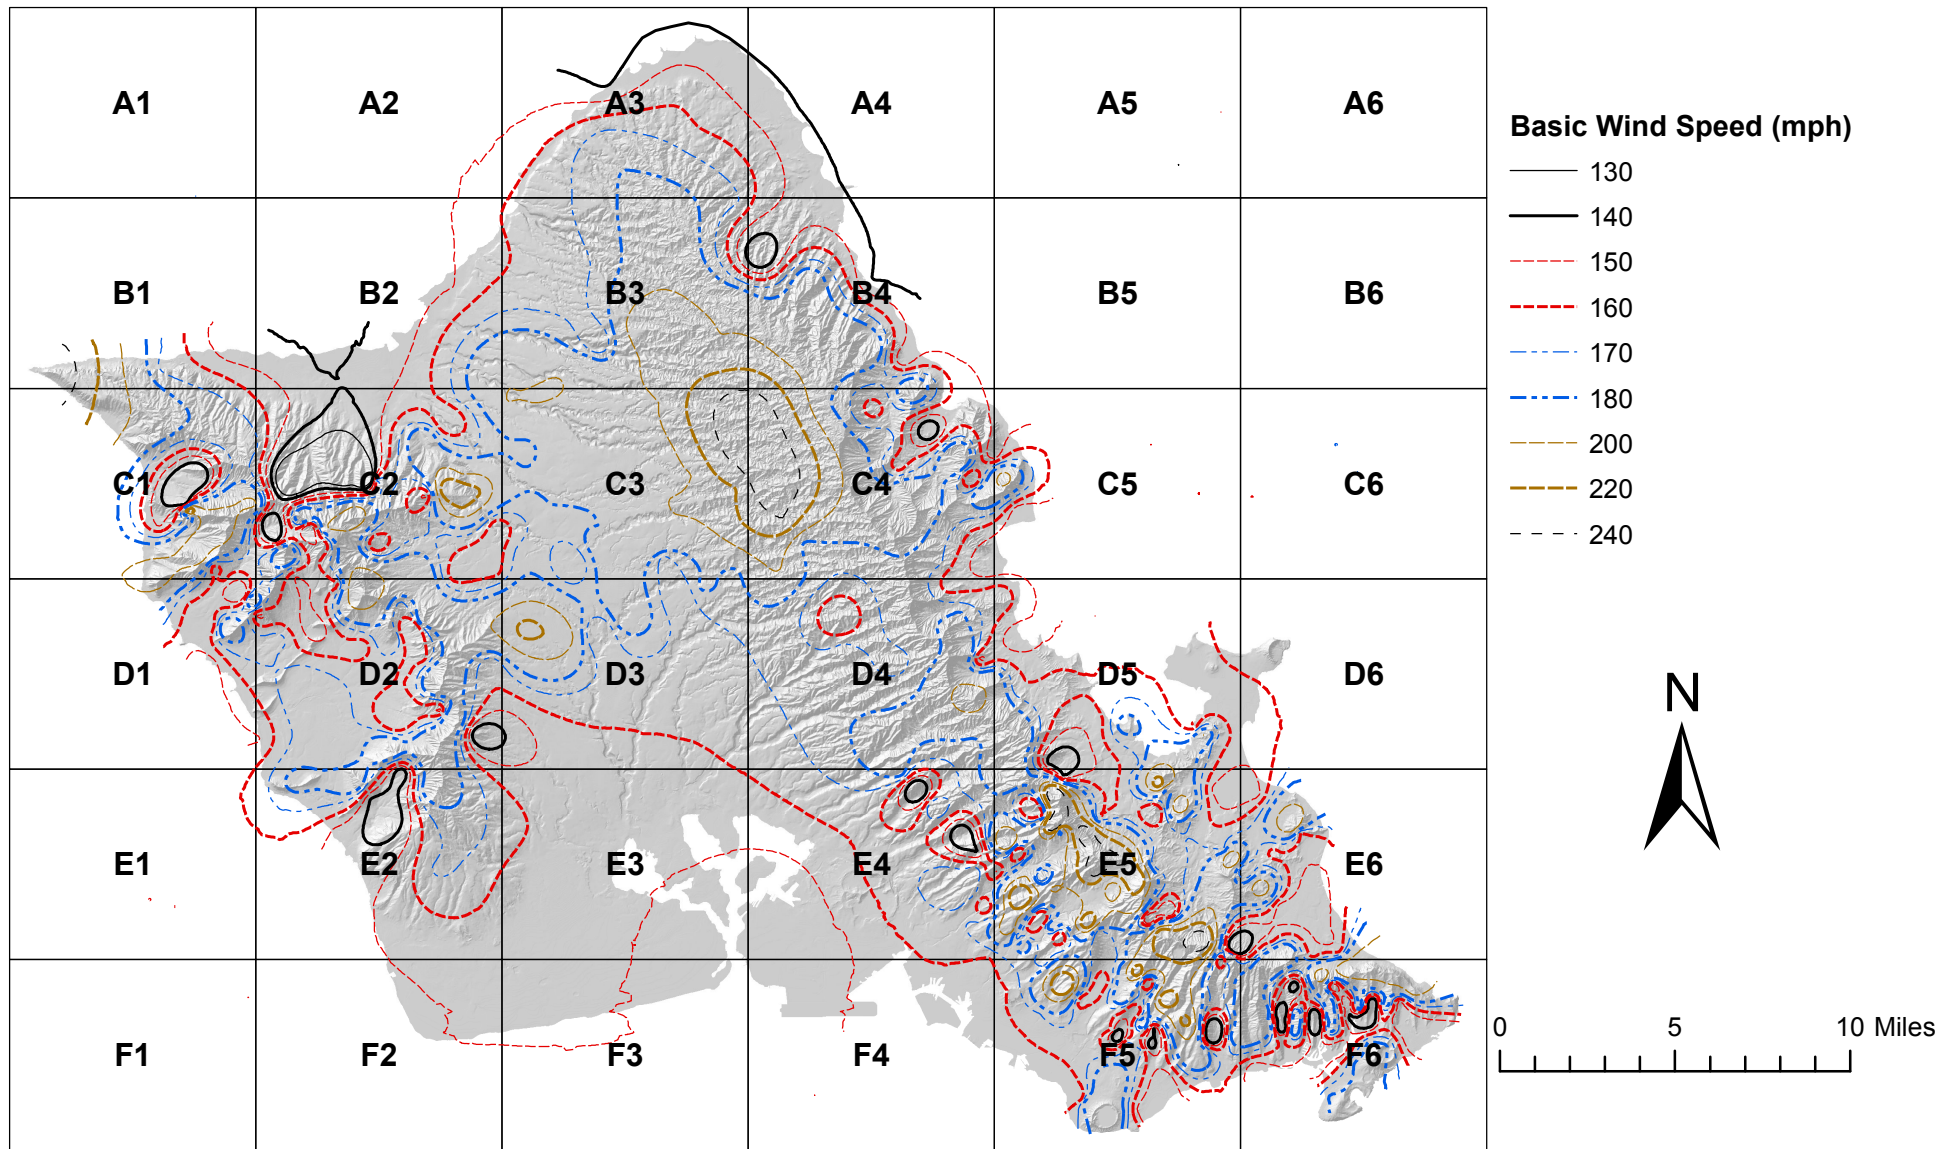 A1 A2 A3 A4 A5 A6
Basic Wind Speed (mph)
130
140
150
B1 B2 B3 B4 B5 B6
160
170
180
200
C1 C2 C3 C4 C5 C6
220
240
D1 D2 D3 D4 D5 D6
N
E1 E2 E3 E4 E5 E6
0 5 10 Miles
F1 F2 F3 F4 F5 F6